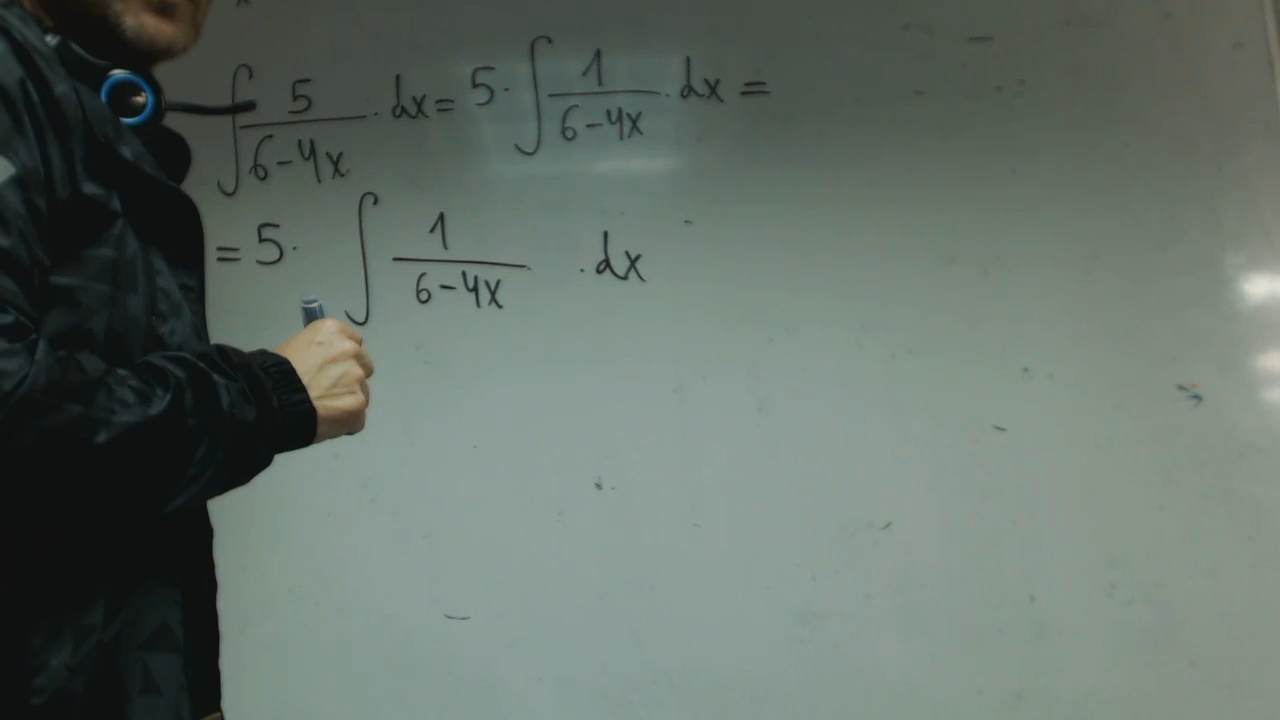 ∫ 5/(6-4x) · dx = 5 · ∫ 1/(6-4x) · dx =
= 5 · ∫ 1/(6-4x) · dx